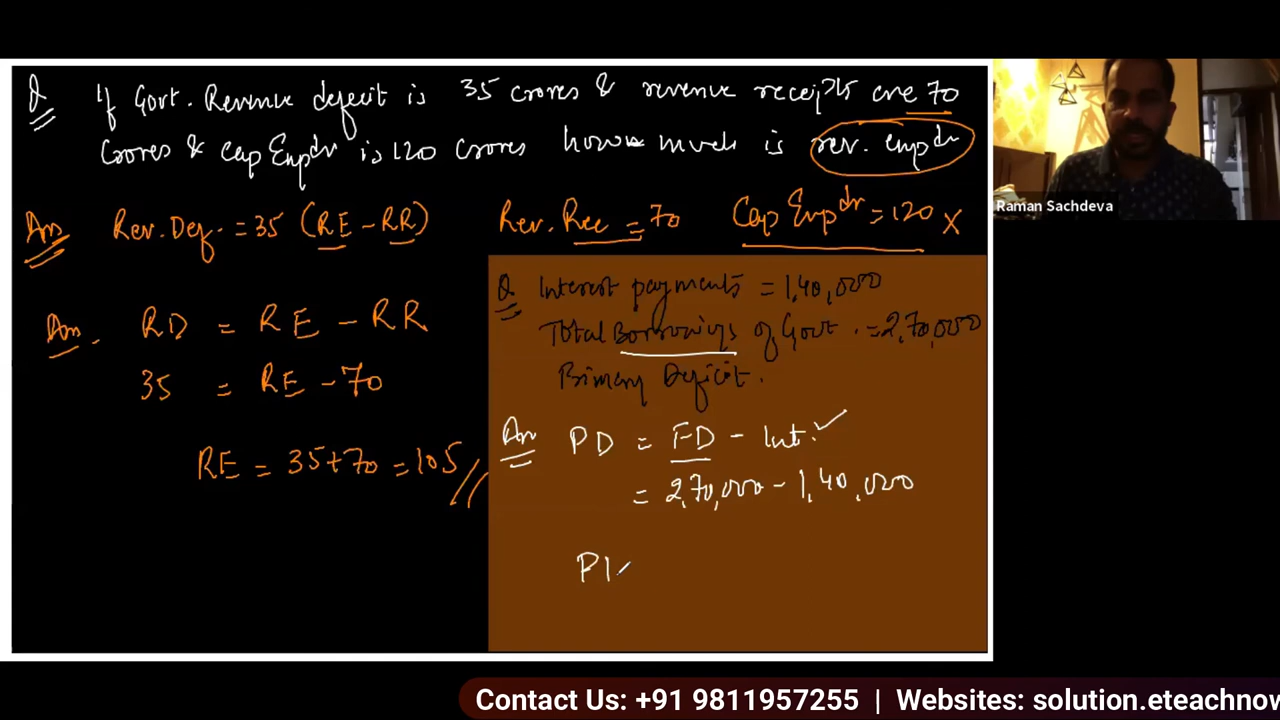 Q If Govt. Revenue deficit is 35 crores & revenue receipts are 70
Crores & Cap Expdr is 120 Crores how much is rev. expdr
Ans Rev. Def. = 35 (RE - RR) Rev. Rec = 70 Cap Expdr = 120 X
Ans. RD = RE - RR
35 = RE - 70
RE = 35 + 70 = 105 //
Q Interest payments = 1,40,000
Total Borrowings of Govt. = 2,70,000
Primary Deficit.
Ans PD = FD - Int. ✓
= 2,70,000 - 1,40,000
Raman Sachdeva
Contact Us: +91 9811957255 | Websites: solution.eteachnov